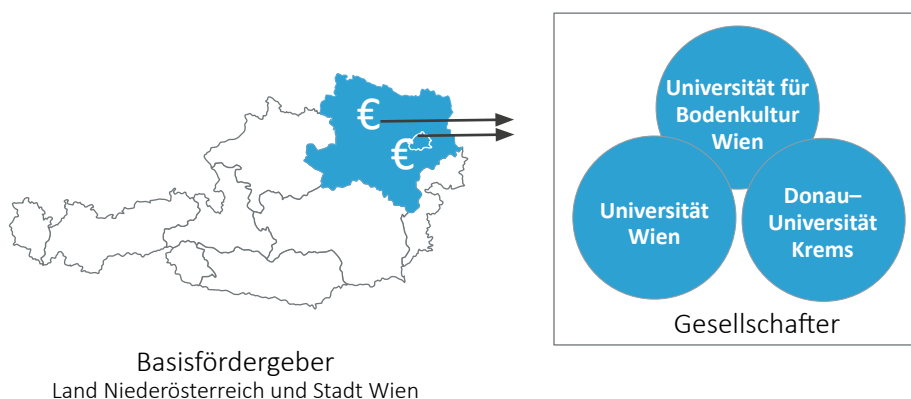 €
€
Basisfördergeber
Land Niederösterreich und Stadt Wien
Universität für
Bodenkultur
Wien
Universität
Wien
Donau–
Universität
Krems
Gesellschafter